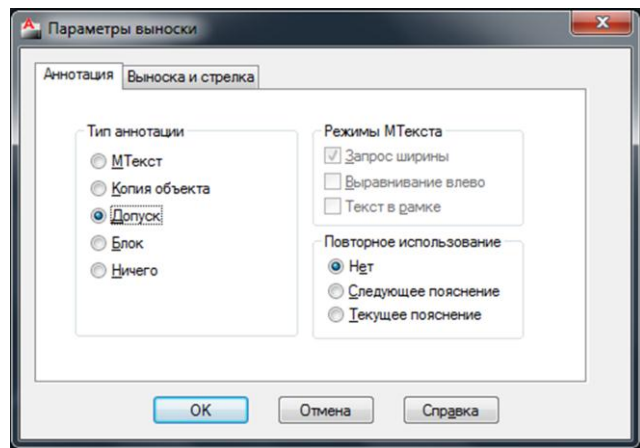 Параметры выноски
Аннотация
Выноска и стрелка
Тип аннотации
МТекст
Копия объекта
Допуск
Блок
Ничего
Режимы МТекста
Запрос ширины
Выравнивание влево
Текст в рамке
Повторное использование
Нет
Следующее пояснение
Текущее пояснение
OK
Отмена
Справка